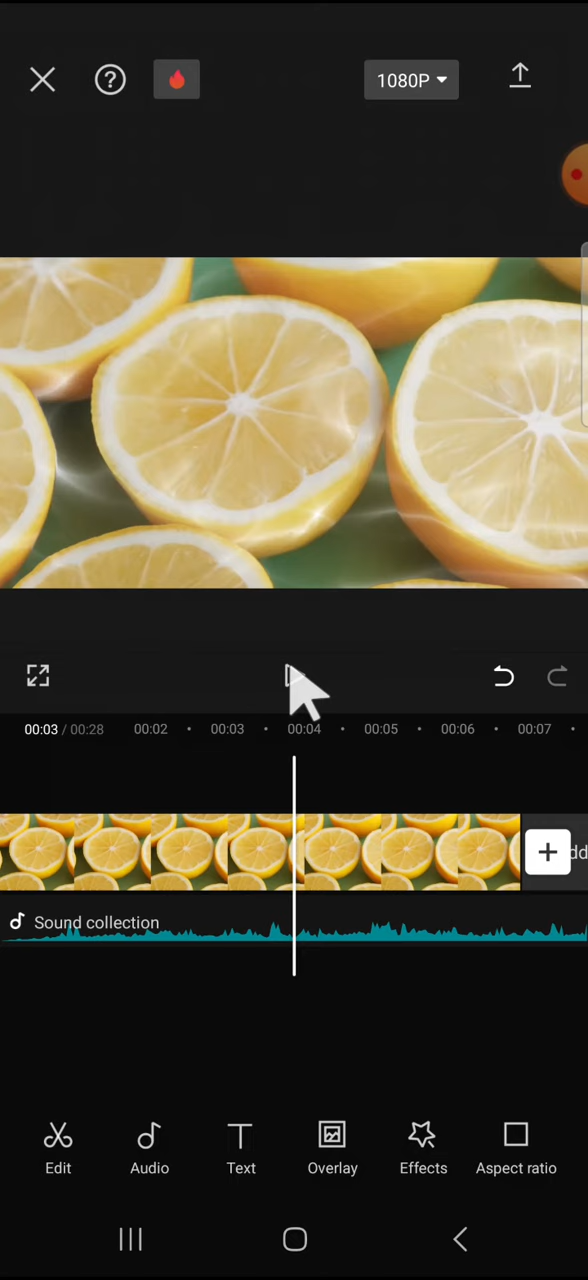 1080P
00:03 / 00:28 00:02 00:03 00:04 00:05 00:06 00:07
dd
Sound collection
Edit Audio Text Overlay Effects Aspect ratio